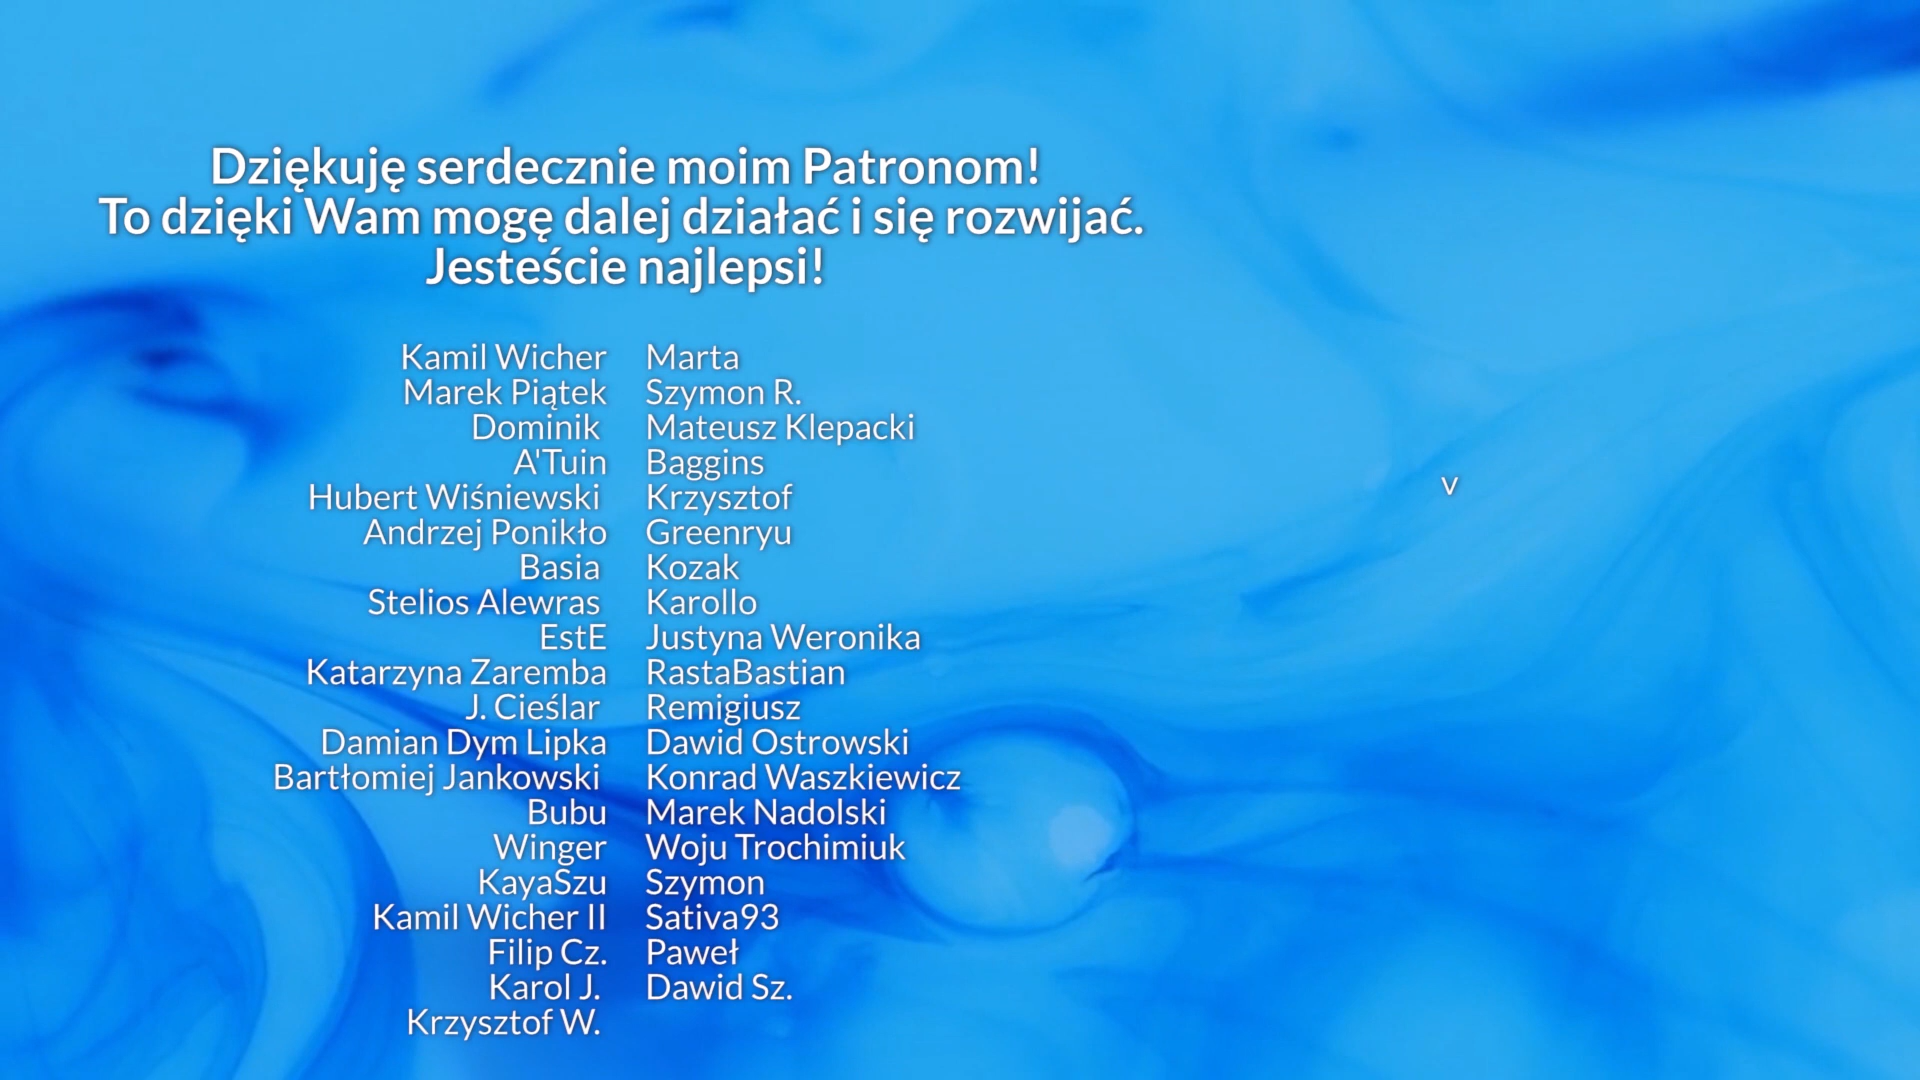 Dziękuję serdecznie moim Patronom!
To dzięki Wam mogę dalej działać i się rozwijać.
Jesteście najlepsi!
Kamil Wicher
Marek Piątek
Dominik
A'Tuin
Hubert Wiśniewski
Andrzej Ponikło
Basia
Stelios Alewras
EstE
Katarzyna Zaremba
J. Cieślar
Damian Dym Lipka
Bartłomiej Jankowski
Bubu
Winger
KayaSzu
Kamil Wicher II
Filip Cz.
Karol J.
Krzysztof W.
Marta
Szymon R.
Mateusz Klepacki
Baggins
Krzysztof
Greenryu
Kozak
Karollo
Justyna Weronika
RastaBastian
Remigiusz
Dawid Ostrowski
Konrad Waszkiewicz
Marek Nadolski
Woju Trochimiuk
Szymon
Sativa93
Paweł
Dawid Sz.
v